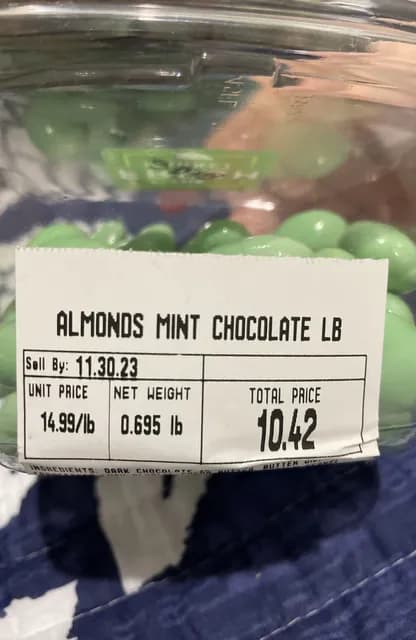 ALMONDS MINT CHOCOLATE LB
Sell By: 11.30.23
UNIT PRICE NET WEIGHT TOTAL PRICE
14.99/lb 0.695 lb 10.42
INGREDIENTS: DARK CHOCOLATE